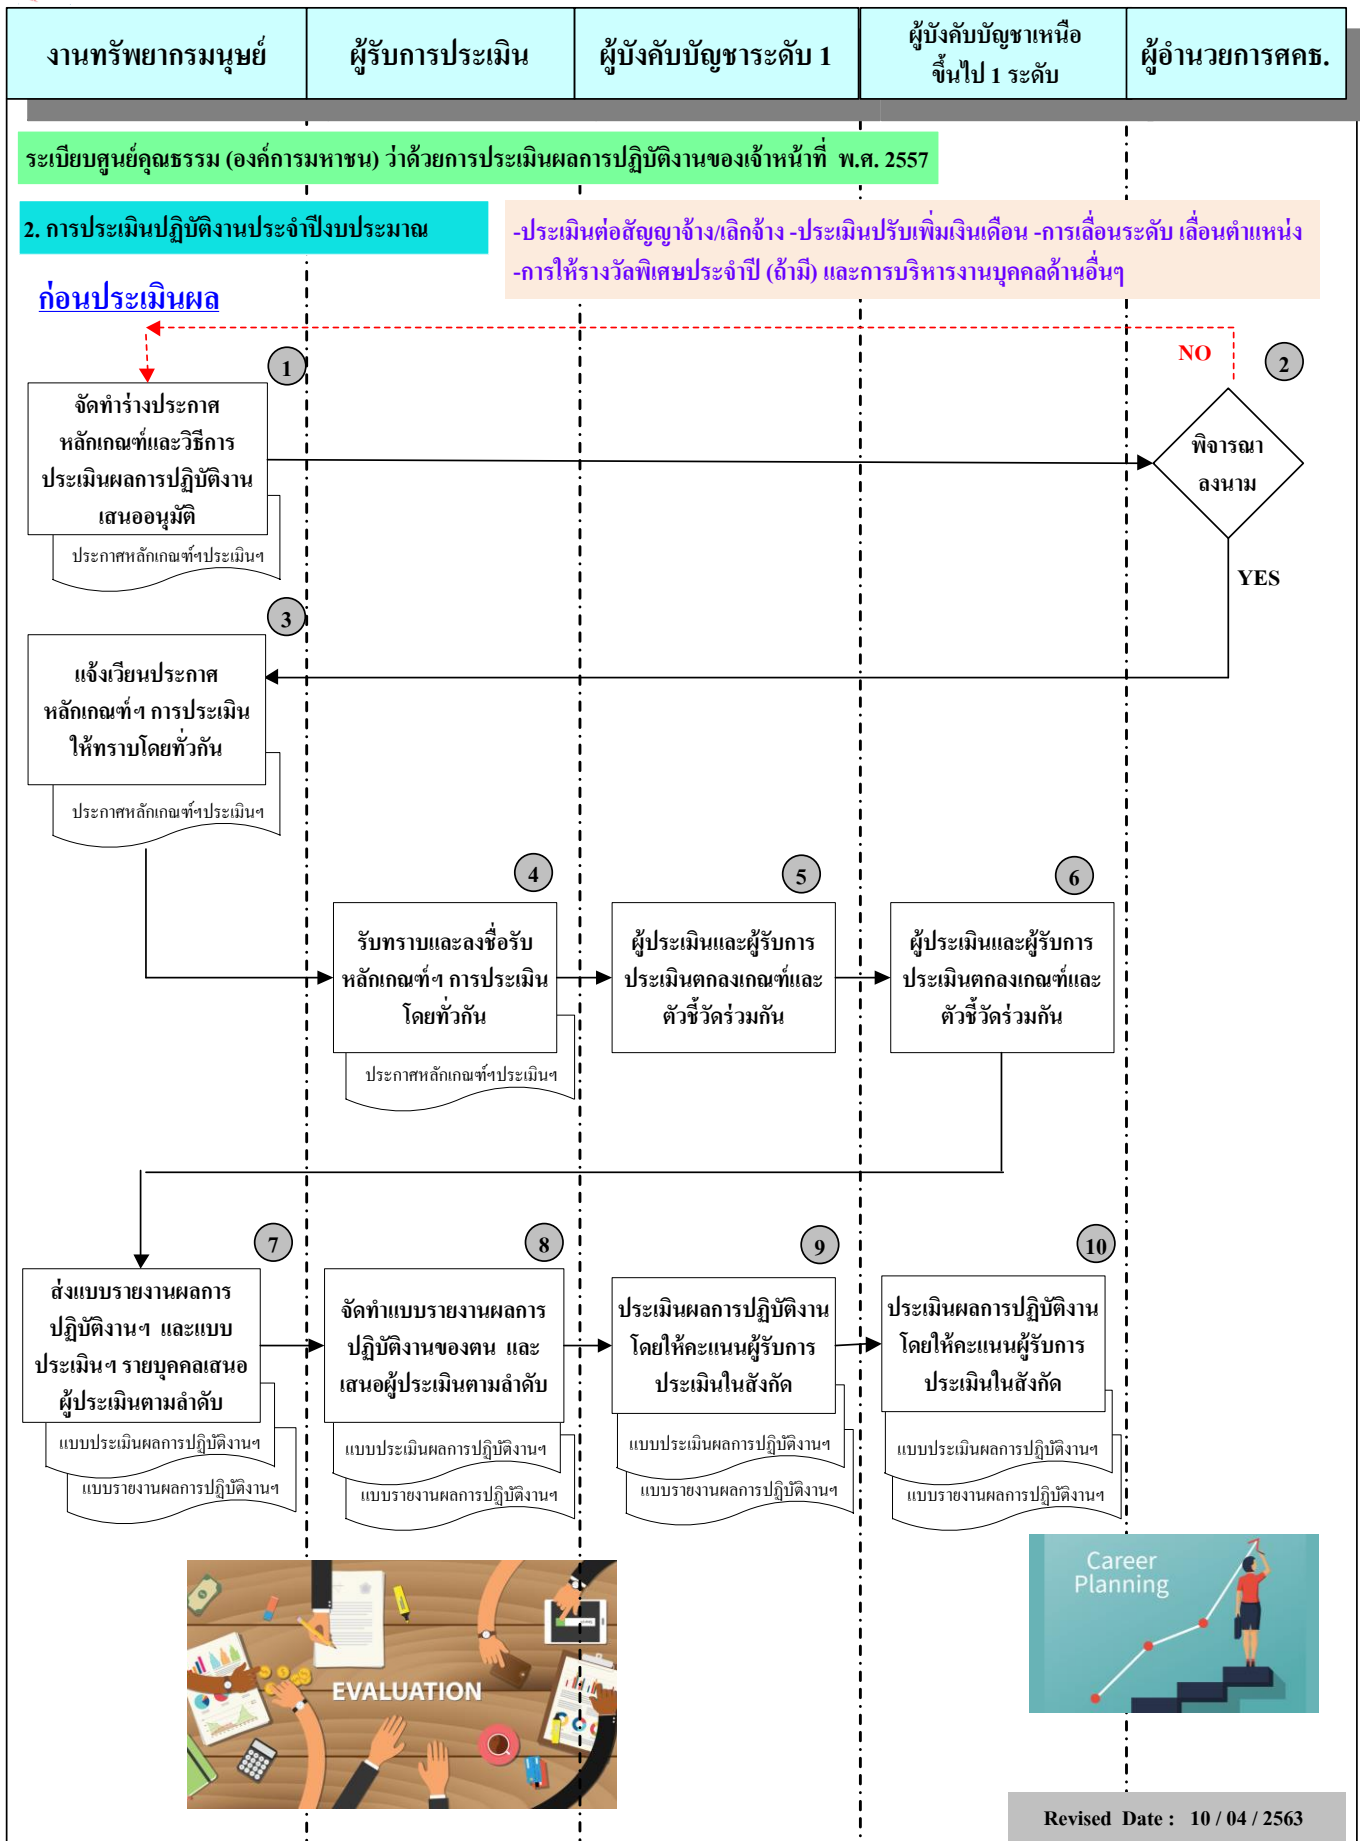 งานทรัพยากรมนุษย์
ผู้รับการประเมิน
ผู้บังคับบัญชาระดับ 1
ผู้บังคับบัญชาเหนือ
ขึ้นไป 1 ระดับ
ผู้อำนวยการศคธ.
ระเบียบศูนย์คุณธรรม (องค์การมหาชน) ว่าด้วยการประเมินผลการปฏิบัติงานของเจ้าหน้าที่ พ.ศ. 2557
2. การประเมินปฏิบัติงานประจำปีงบประมาณ
-ประเมินต่อสัญญาจ้าง/เลิกจ้าง -ประเมินปรับเพิ่มเงินเดือน -การเลื่อนระดับ เลื่อนตำแหน่ง
-การให้รางวัลพิเศษประจำปี (ถ้ามี) และการบริหารงานบุคคลด้านอื่นๆ
ก่อนประเมินผล
1
จัดทำร่างประกาศ
หลักเกณฑ์และวิธีการ
ประเมินผลการปฏิบัติงาน
เสนออนุมัติ
ประกาศหลักเกณฑ์ฯประเมินฯ
NO
2
พิจารณา
ลงนาม
YES
3
แจ้งเวียนประกาศ
หลักเกณฑ์ฯ การประเมิน
ให้ทราบโดยทั่วกัน
ประกาศหลักเกณฑ์ฯประเมินฯ
4
รับทราบและลงชื่อรับ
หลักเกณฑ์ฯ การประเมิน
โดยทั่วกัน
ประกาศหลักเกณฑ์ฯประเมินฯ
5
ผู้ประเมินและผู้รับการ
ประเมินตกลงเกณฑ์และ
ตัวชี้วัดร่วมกัน
6
ผู้ประเมินและผู้รับการ
ประเมินตกลงเกณฑ์และ
ตัวชี้วัดร่วมกัน
7
ส่งแบบรายงานผลการ
ปฏิบัติงานฯ และแบบ
ประเมินฯ รายบุคคลเสนอ
ผู้ประเมินตามลำดับ
แบบประเมินผลการปฏิบัติงานฯ
แบบรายงานผลการปฏิบัติงานฯ
8
จัดทำแบบรายงานผลการ
ปฏิบัติงานของตน และ
เสนอผู้ประเมินตามลำดับ
แบบประเมินผลการปฏิบัติงานฯ
แบบรายงานผลการปฏิบัติงานฯ
9
ประเมินผลการปฏิบัติงาน
โดยให้คะแนนผู้รับการ
ประเมินในสังกัด
แบบประเมินผลการปฏิบัติงานฯ
แบบรายงานผลการปฏิบัติงานฯ
10
ประเมินผลการปฏิบัติงาน
โดยให้คะแนนผู้รับการ
ประเมินในสังกัด
แบบประเมินผลการปฏิบัติงานฯ
แบบรายงานผลการปฏิบัติงานฯ
EVALUATION
Career
Planning
Revised Date : 10 / 04 / 2563